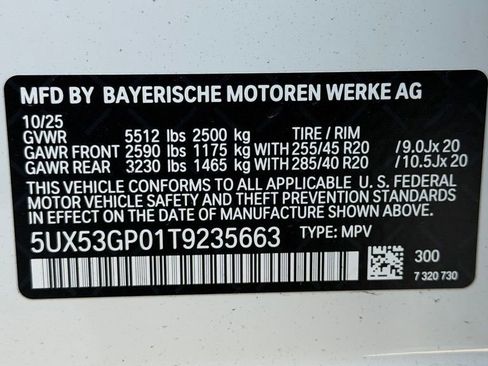 MFD BY BAYERISCHE MOTOREN WERKE AG
10/25
GVWR 5512 lbs 2500 kg TIRE / RIM
GAWR FRONT 2590 lbs 1175 kg WITH 255/45 R20 /9.0Jx 20
GAWR REAR 3230 lbs 1465 kg WITH 285/40 R20 /10.5Jx 20
THIS VEHICLE CONFORMS TO ALL APPLICABLE U. S. FEDERAL
MOTOR VEHICLE SAFETY AND THEFT PREVENTION STANDARDS
IN EFFECT ON THE DATE OF MANUFACTURE SHOWN ABOVE.
5UX53GP01T9235663 TYPE: MPV
300
7 320 730